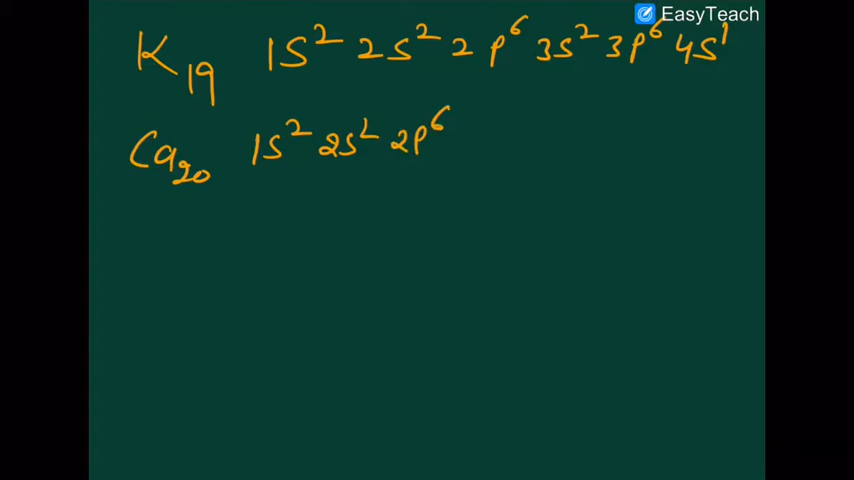 EasyTeach
K₁₉ 1S² 2S² 2P⁶ 3S² 3P⁶ 4S¹
Ca₂₀ 1S² 2S² 2P⁶